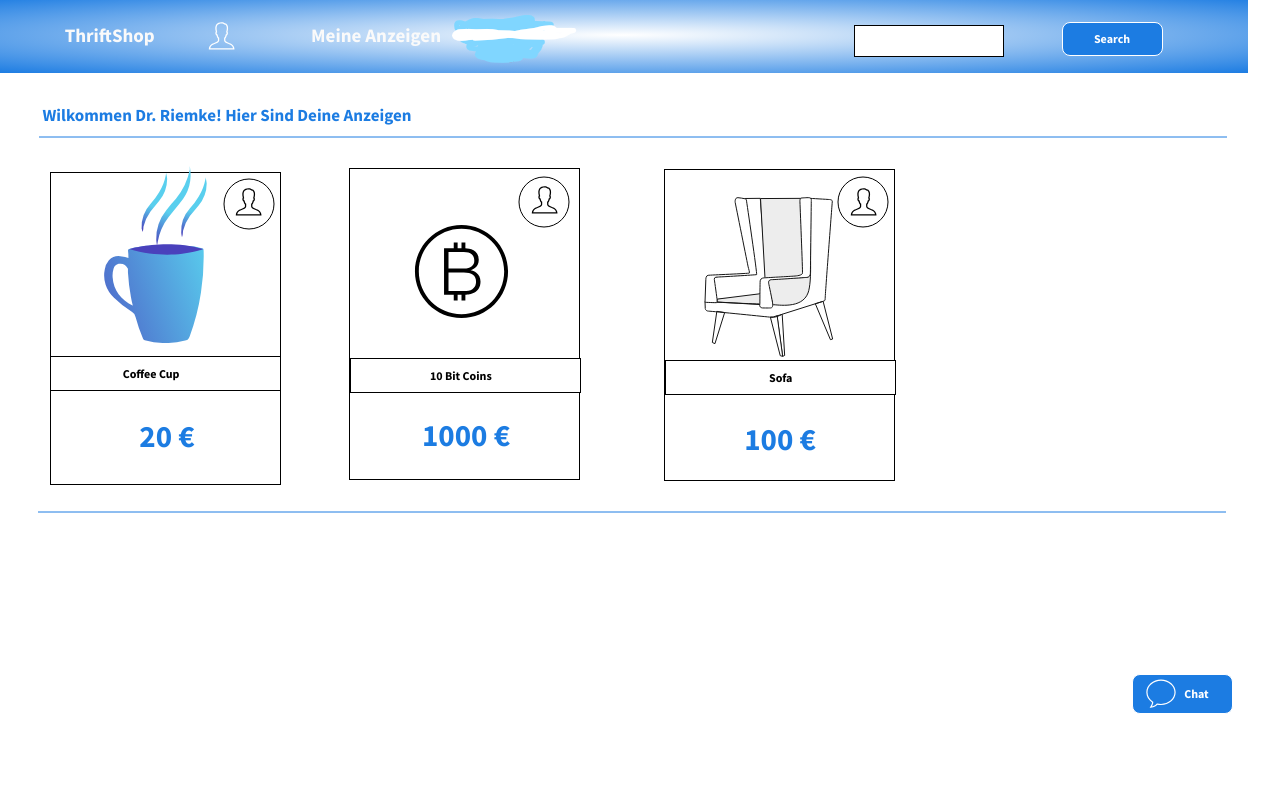 ThriftShop
Meine Anzeigen
Search
Wilkommen Dr. Riemke! Hier Sind Deine Anzeigen
Coffee Cup
10 Bit Coins
Sofa
20 €
1000 €
100 €
Chat